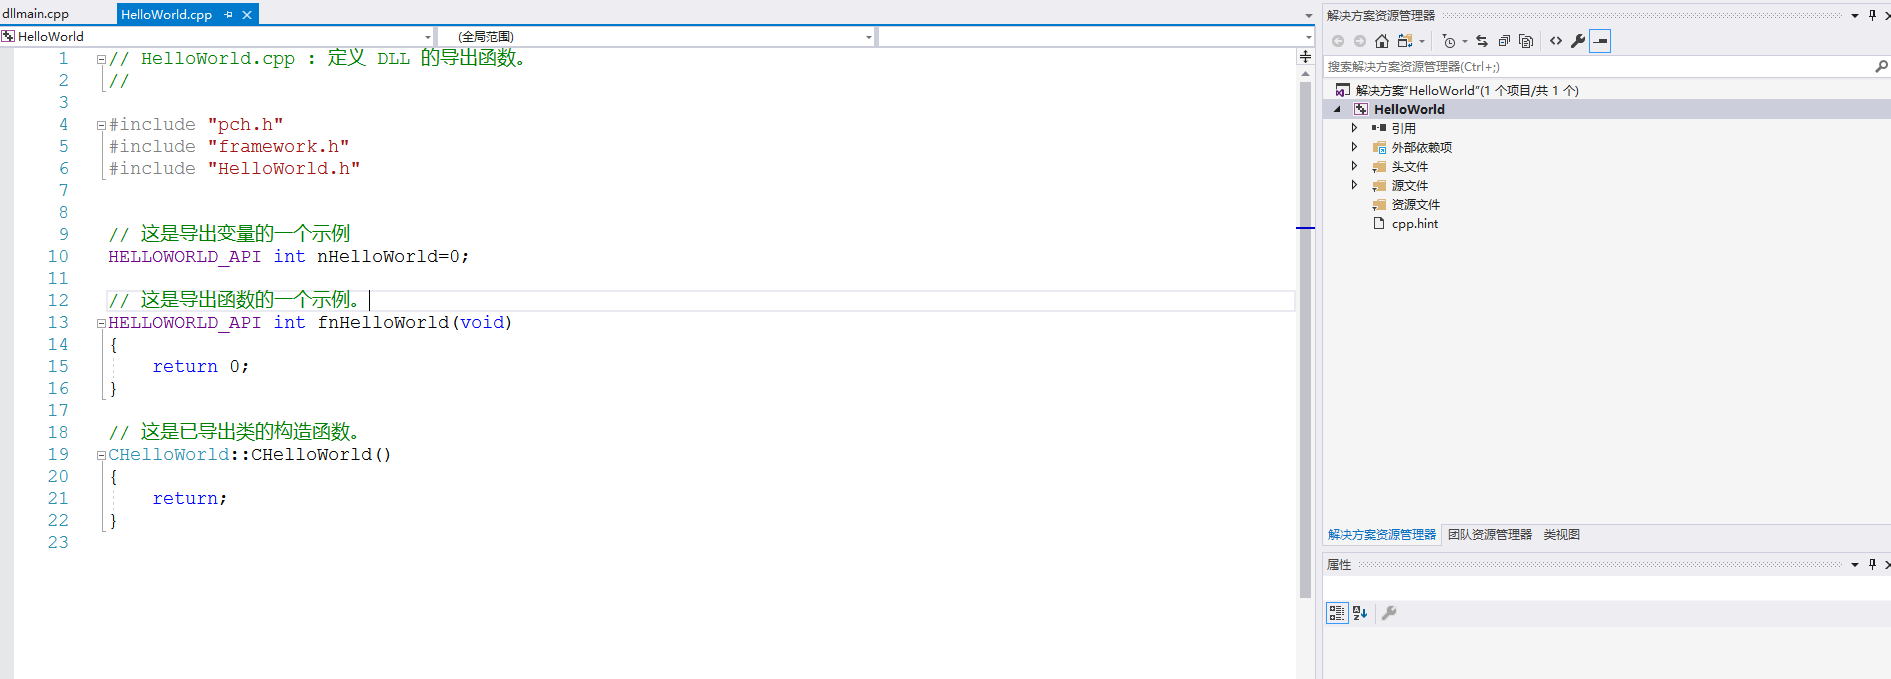 dllmain.cpp
HelloWorld.cpp
HelloWorld
(全局范围)
1 // HelloWorld.cpp : 定义 DLL 的导出函数。
2 //
3
4 #include "pch.h"
5 #include "framework.h"
6 #include "HelloWorld.h"
7
8
9 // 这是导出变量的一个示例
10 HELLOWORLD_API int nHelloWorld=0;
11
12 // 这是导出函数的一个示例。
13 HELLOWORLD_API int fnHelloWorld(void)
14 {
15 return 0;
16 }
17
18 // 这是已导出类的构造函数。
19 CHelloWorld::CHelloWorld()
20 {
21 return;
22 }
23
解决方案资源管理器
搜索解决方案资源管理器(Ctrl+;)
解决方案"HelloWorld"(1 个项目/共 1 个)
HelloWorld
引用
外部依赖项
头文件
源文件
资源文件
cpp.hint
解决方案资源管理器 团队资源管理器 类视图
属性